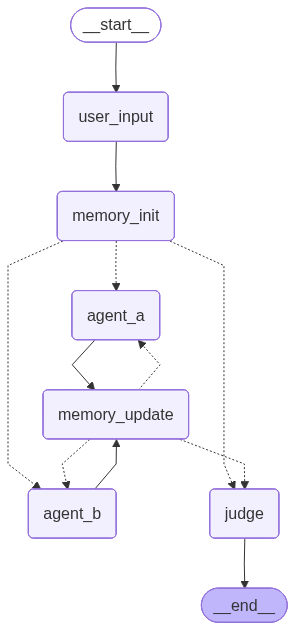 __start__
user_input
memory_init
agent_a
memory_update
agent_b
judge
__end__